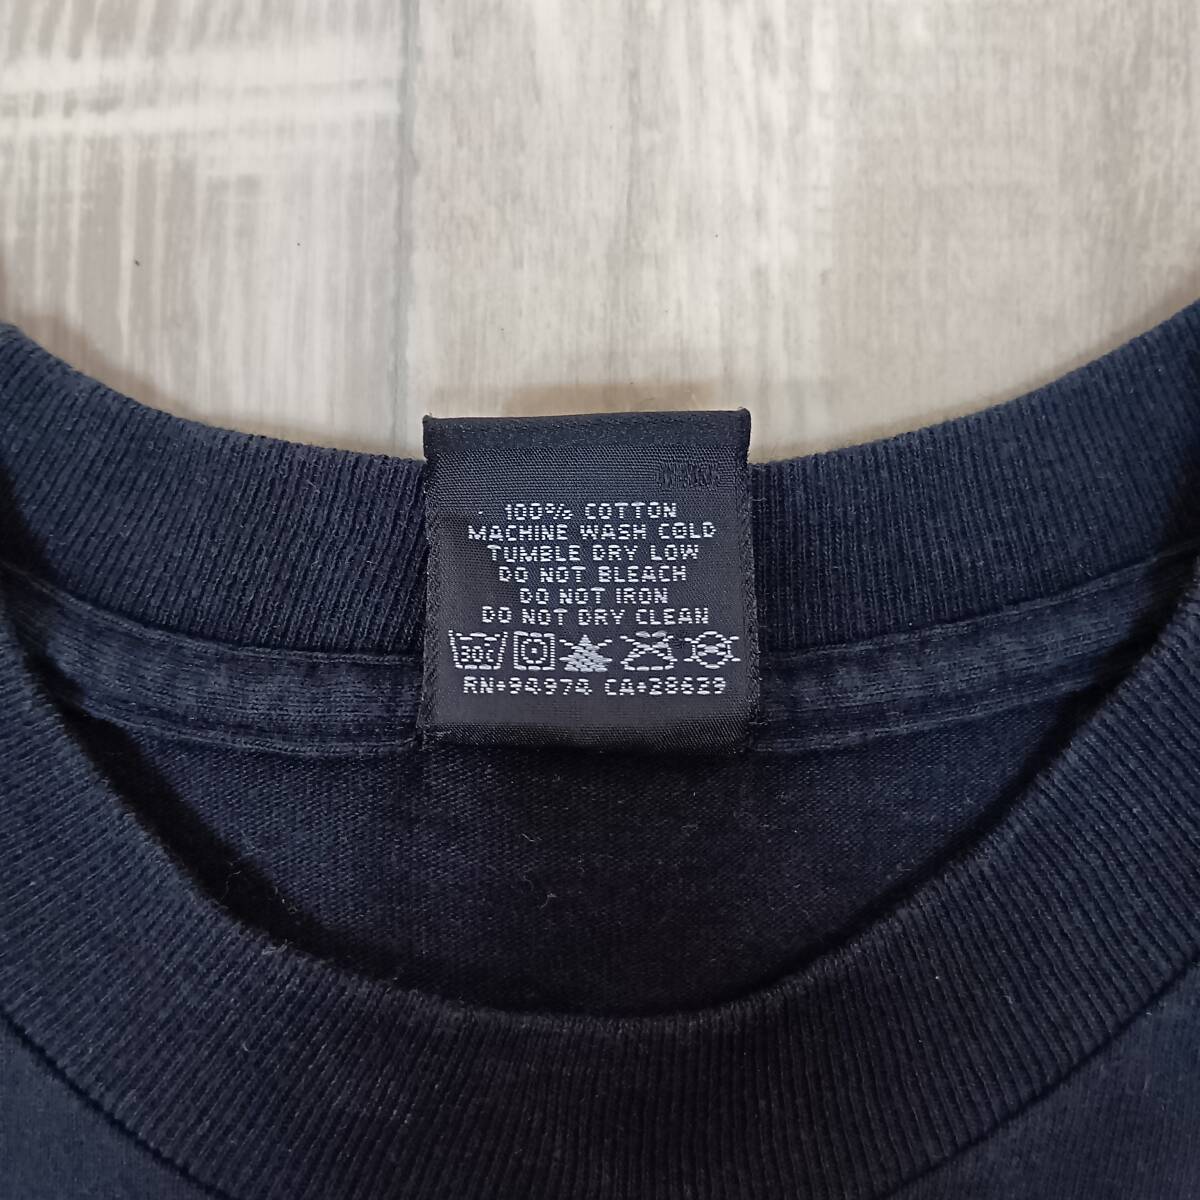 100% COTTON
MACHINE WASH COLD
TUMBLE DRY LOW
DO NOT BLEACH
DO NOT IRON
DO NOT DRY CLEAN
30c
RN+94974 CA+28629